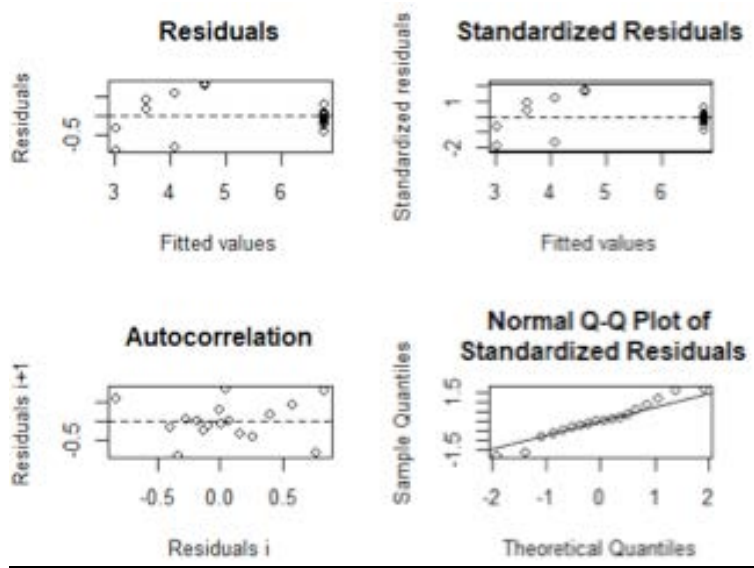 Residuals
Residuals
-0.5
3 4 5 6
Fitted values
Standardized Residuals
Standardized residuals
-2 1
3 4 5 6
Fitted values
Autocorrelation
Residuals i+1
-0.5
-0.5 0.0 0.5
Residuals i
Normal Q-Q Plot of
Standardized Residuals
Sample Quantiles
-1.5 1.5
-2 -1 0 1 2
Theoretical Quantiles